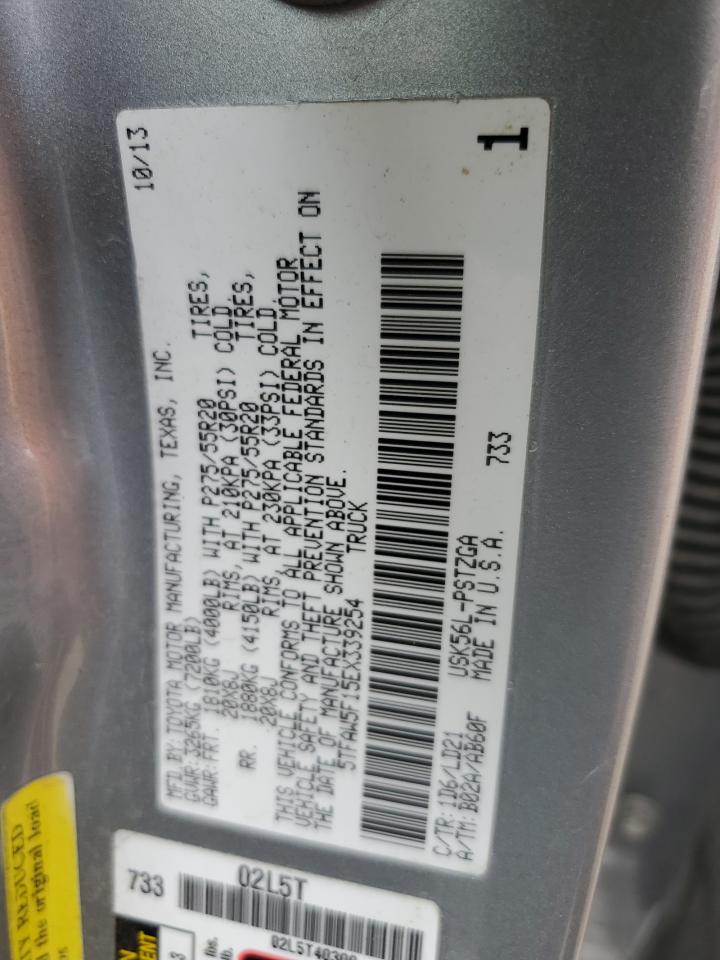 MFD.BY:TOYOTA MOTOR MANUFACTURING, TEXAS, INC. 10/13
GVWR: 3265KG (7200LB)
GAWR:FRT. 1810KG (4000LB) WITH P275/55R20 TIRES,
20X8J RIMS, AT 210KPA (30PSI) COLD.
RR. 1880KG (4150LB) WITH P275/55R20 TIRES,
20X8J RIMS, AT 230KPA (33PSI) COLD.
THIS VEHICLE CONFORMS TO ALL APPLICABLE FEDERAL MOTOR
VEHICLE SAFETY AND THEFT PREVENTION STANDARDS IN EFFECT ON
THE DATE OF MANUFACTURE SHOWN ABOVE.
5TFAW5F15EX339254 TRUCK
C/TR: 1D6/LD21 USK56L-PSTZGA
A/TM: B02A/AB60F MADE IN U.S.A. 733 1
733 02L5T
REDUCED
the original load